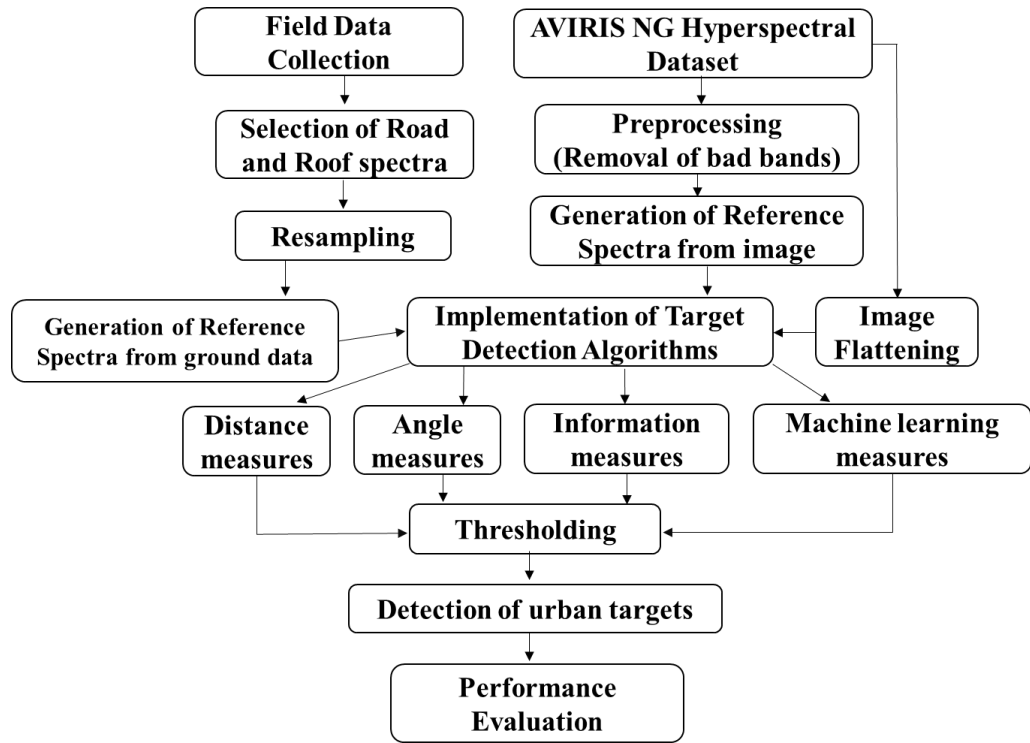 Field Data
Collection
AVIRIS NG Hyperspectral
Dataset
Selection of Road
and Roof spectra
Preprocessing
(Removal of bad bands)
Resampling
Generation of Reference
Spectra from image
Generation of Reference
Spectra from ground data
Implementation of Target
Detection Algorithms
Image
Flattening
Distance
measures
Angle
measures
Information
measures
Machine learning
measures
Thresholding
Detection of urban targets
Performance
Evaluation